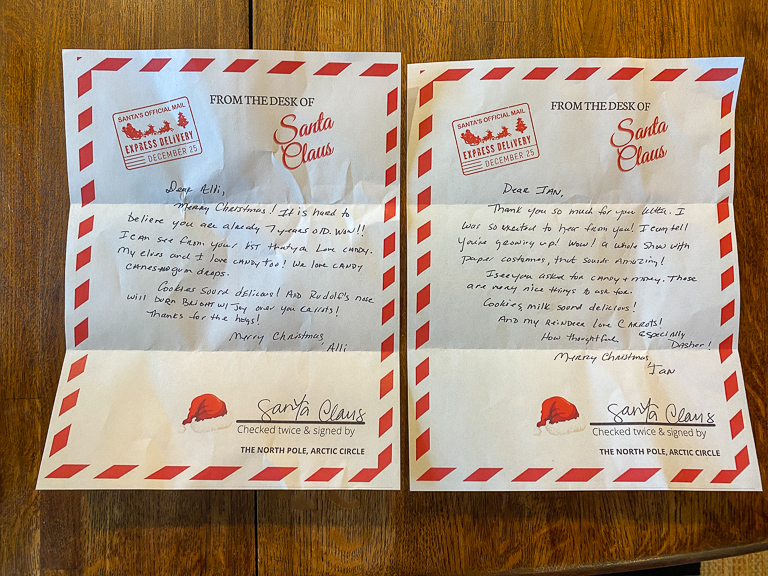 SANTA'S OFFICIAL MAIL
EXPRESS DELIVERY
DECEMBER 25
FROM THE DESK OF
Santa
Claus
Dear Alli,
Merry Christmas! It is hard to
believe you are already 7 years old. Wow!!
I can see from your list that you Love candy.
My elves and I love candy too! We love candy
canes and gum drops.
Cookies sound delicious! And Rudolf's nose
will burn bright w/ Joy over your carrots!
Thanks for the hugs!
Merry Christmas,
Alli
Santa Claus
Checked twice & signed by
THE NORTH POLE, ARCTIC CIRCLE
SANTA'S OFFICIAL MAIL
EXPRESS DELIVERY
DECEMBER 25
FROM THE DESK OF
Santa
Claus
Dear IAN,
Thank you so much for you letter. I
was so excited to hear from you! I can tell
you're growing up! Wow! a whole show with
paper costumes, that sounds amazing!
I see you asked for candy & money. Those
are many nice things to ask for.
Cookies, milk sound delicious!
And my reindeer Love CARROTS!
How thoughtful especially
Dasher!
Merry Christmas,
Ian
Santa Claus
Checked twice & signed by
THE NORTH POLE, ARCTIC CIRCLE